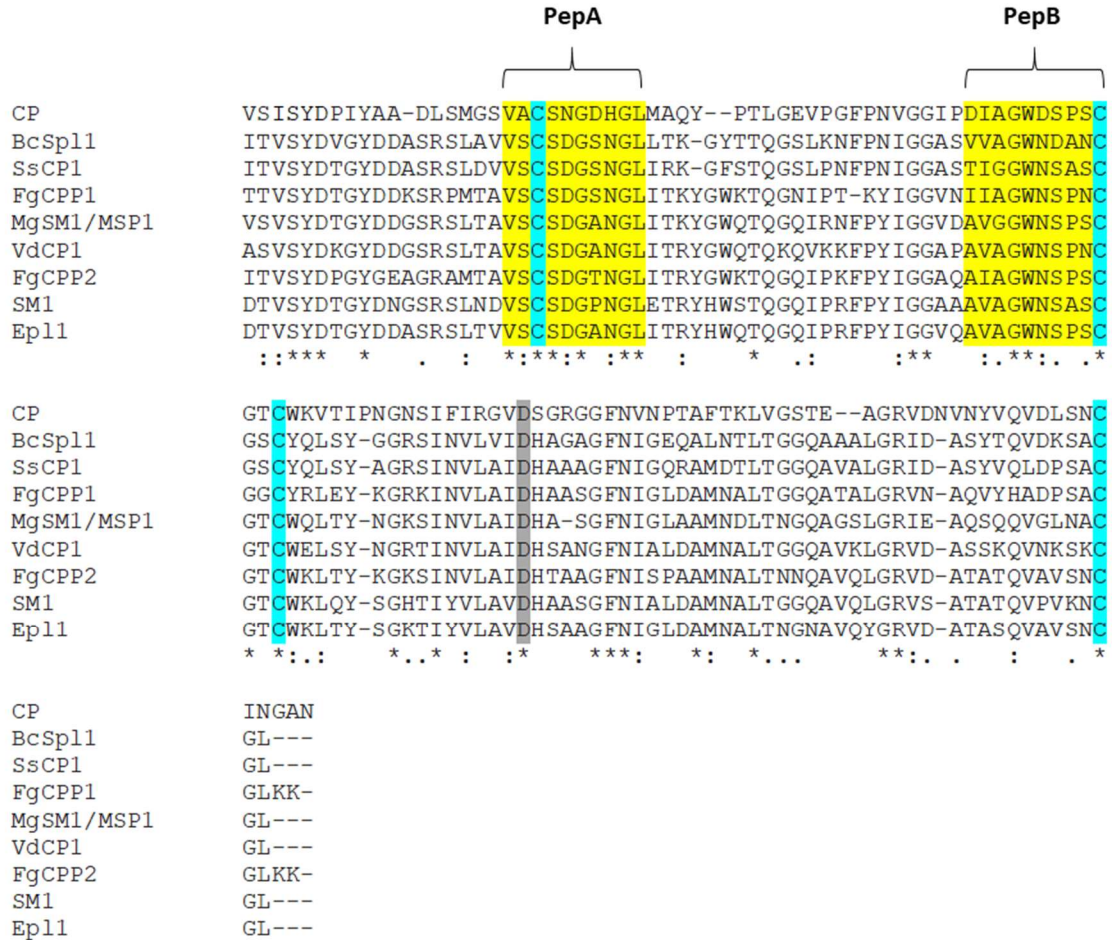 PepA PepB
CP VSISYDPIYAA-DLSMGSVACSNGDHGLMAQY--PTLGEVPGFPNVGGIPDIAGWDSPSC
BcSpl1 ITVSYDVGYDDASRSLAVVSCSDGSNGLLTK-GYTTQGSLKNFPNIGGASVVAGWNDANC
SsCP1 ITVSYDTGYDDASRSLDVVSCSDGSNGLIRK-GFSTQGSLPNFPNIGGASTIGGWNSASC
FgCPP1 TTVSYDTGYDDKSRPMTAVSCSDGSNGLITKYGWKTQGNIPT-KYIGGVNIIAGWNSPNC
MgSM1/MSP1 VSVSYDTGYDDGSRSLTAVSCSDGANGLITKYGWQTQGQIRNFPYIGGVDAVGGWNSPSC
VdCP1 ASVSYDKGYDDGSRSLTAVSCSDGANGLITRYGWQTQKQVKKFPYIGGAPAVAGWNSPNC
FgCPP2 ITVSYDPGYGEAGRAMTAVSCSDGTNGLITRYGWKTQGQIPKFPYIGGAQAIAGWNSPSC
SM1 DTVSYDTGYDNGSRSLNDVSCSDGPNGLETRYHWSTQGQIPRFPYIGGAAAVAGWNSASC
Epl1 DTVSYDTGYDDASRSLTVVSCSDGANGLITRYHWQTQGQIPRFPYIGGVQAVAGWNSPSC
::*** * . : *:**:* :** : * .: :** :.**:. .*
CP GTCWKVTIPNGNSIFIRGVDSGRGGFNVNPTAFTKLVGSTE--AGRVDNVNYVQVDLSNC
BcSpl1 GSCYQLSY-GGRSINVLVIDHAGAGFNIGEQALNTLTGGQAAALGRID-ASYTQVDKSAC
SsCP1 GSCYQLSY-AGRSINVLAIDHAAAGFNIGQRAMDTLTGGQAVALGRID-ASYVQLDPSAC
FgCPP1 GGCYRLEY-KGRKINVLAIDHAASGFNIGLDAMNALTGGQATALGRVN-AQVYHADPSAC
MgSM1/MSP1 GTCWQLTY-NGKSINVLAIDHA-SGFNIGLAAMNDLTNGQAGSLGRIE-AQSQQVGLNAC
VdCP1 GTCWELSY-NGRTINVLAIDHSANGFNIALDAMNALTGGQAVKLGRVD-ASSKQVNKSKC
FgCPP2 GTCWKLTY-KGKSINVLAIDHTAAGFNISPAAMNALTNNQAVQLGRVD-ATATQVAVSNC
SM1 GTCWKLQY-SGHTIYVLAVDHAASGFNIALDAMNALTGGQAVQLGRVS-ATATQVPVKNC
Epl1 GTCWKLTY-SGKTIYVLAVDHSAAGFNIGLDAMNALTNGNAVQYGRVD-ATASQVAVSNC
* *:.: *..* : :* ***: *: *... **:. . : . *
CP INGAN
BcSpl1 GL---
SsCP1 GL---
FgCPP1 GLKK-
MgSM1/MSP1 GL---
VdCP1 GL---
FgCPP2 GLKK-
SM1 GL---
Epl1 GL---